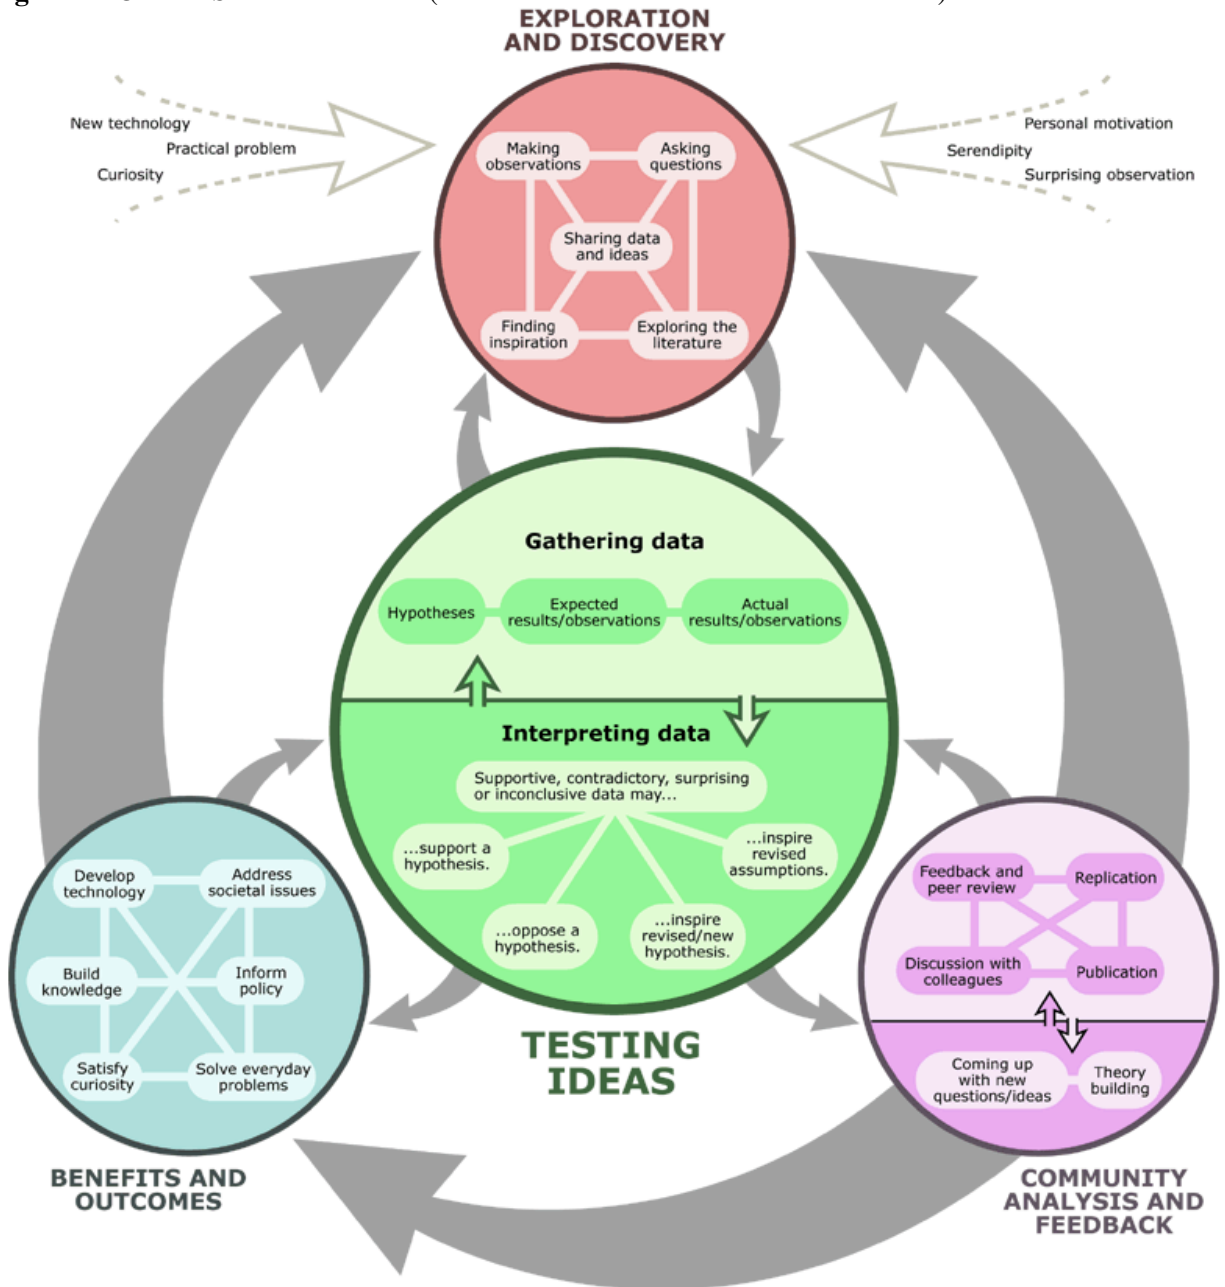 EXPLORATION
AND DISCOVERY
New technology
Practical problem
Curiosity
Personal motivation
Serendipity
Surprising observation
Making
observations
Asking
questions
Sharing data
and ideas
Finding
inspiration
Exploring the
literature
Gathering data
Hypotheses
Expected
results/observations
Actual
results/observations
Interpreting data
Supportive, contradictory, surprising
or inconclusive data may...
...support a
hypothesis.
...oppose a
hypothesis.
...inspire
revised/new
hypothesis.
...inspire
revised
assumptions.
TESTING
IDEAS
Develop
technology
Address
societal issues
Build
knowledge
Inform
policy
Satisfy
curiosity
Solve everyday
problems
BENEFITS AND
OUTCOMES
Feedback and
peer review
Replication
Discussion with
colleagues
Publication
Coming up
with new
questions/ideas
Theory
building
COMMUNITY
ANALYSIS AND
FEEDBACK